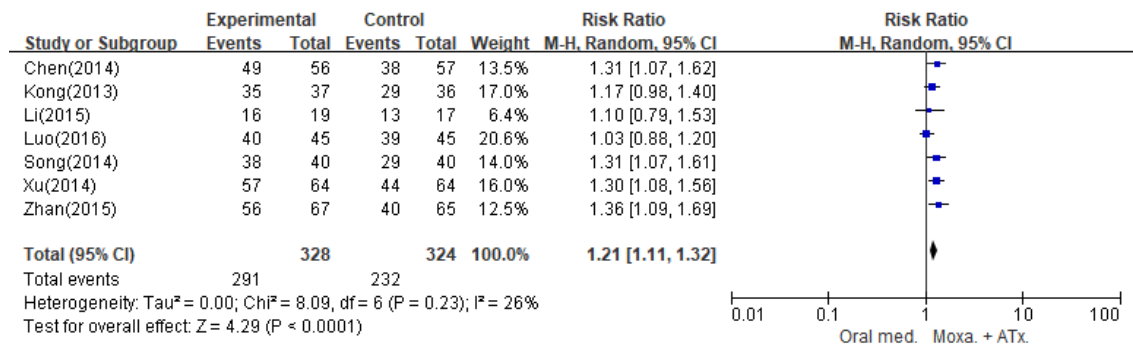 Experimental Control Risk Ratio Risk Ratio
Study or Subgroup Events Total Events Total Weight M-H, Random, 95% CI M-H, Random, 95% CI
Chen(2014) 49 56 38 57 13.5% 1.31 [1.07, 1.62]
Kong(2013) 35 37 29 36 17.0% 1.17 [0.98, 1.40]
Li(2015) 16 19 13 17 6.4% 1.10 [0.79, 1.53]
Luo(2016) 40 45 39 45 20.6% 1.03 [0.88, 1.20]
Song(2014) 38 40 29 40 14.0% 1.31 [1.07, 1.61]
Xu(2014) 57 64 44 64 16.0% 1.30 [1.08, 1.56]
Zhan(2015) 56 67 40 65 12.5% 1.36 [1.09, 1.69]
Total (95% CI) 328 324 100.0% 1.21 [1.11, 1.32]
Total events 291 232
Heterogeneity: Tau² = 0.00; Chi² = 8.09, df = 6 (P = 0.23); I² = 26%
Test for overall effect: Z = 4.29 (P < 0.0001)
0.01 0.1 1 10 100
Oral med. Moxa. + ATx.